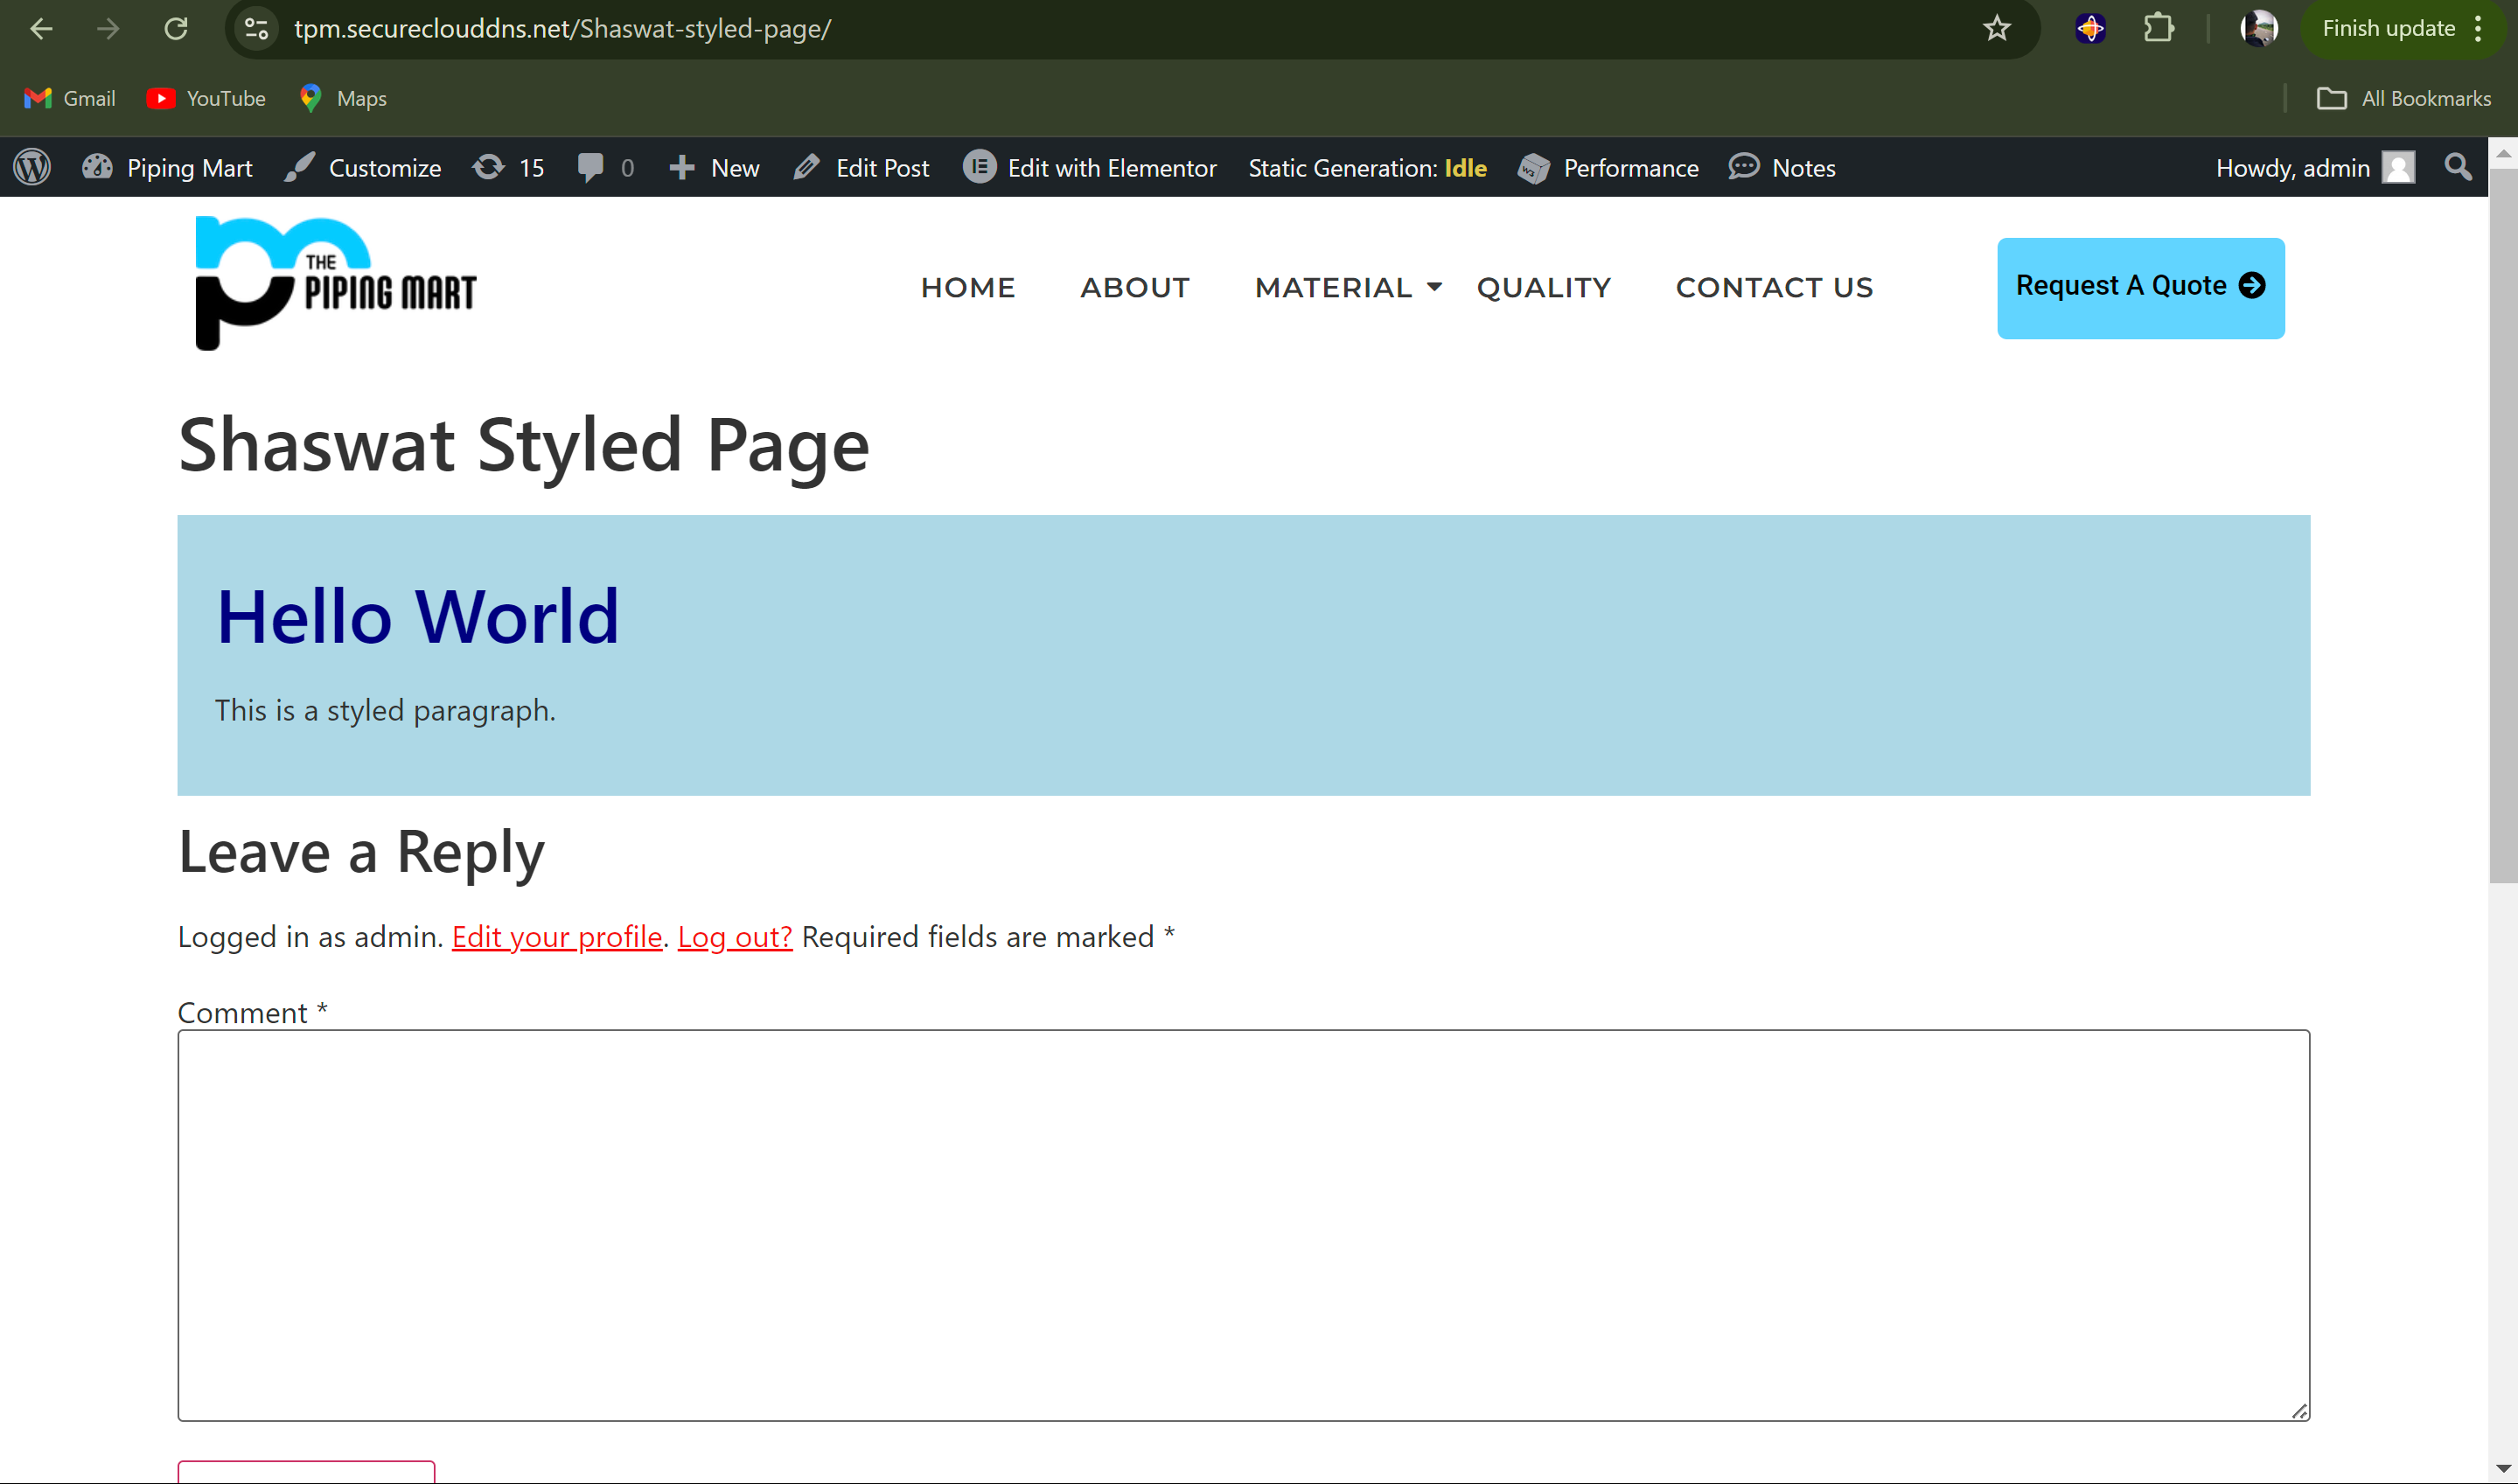 tpm.secureclouddns.net/Shaswat-styled-page/
Finish update
Gmail
YouTube
Maps
All Bookmarks
Piping Mart
Customize
15
0
New
Edit Post
Edit with Elementor
Static Generation: Idle
Performance
Notes
Howdy, admin
THE
PIPING MART
HOME
ABOUT
MATERIAL
QUALITY
CONTACT US
Request A Quote
Shaswat Styled Page
Hello World
This is a styled paragraph.
Leave a Reply
Logged in as admin. Edit your profile. Log out? Required fields are marked *
Comment *